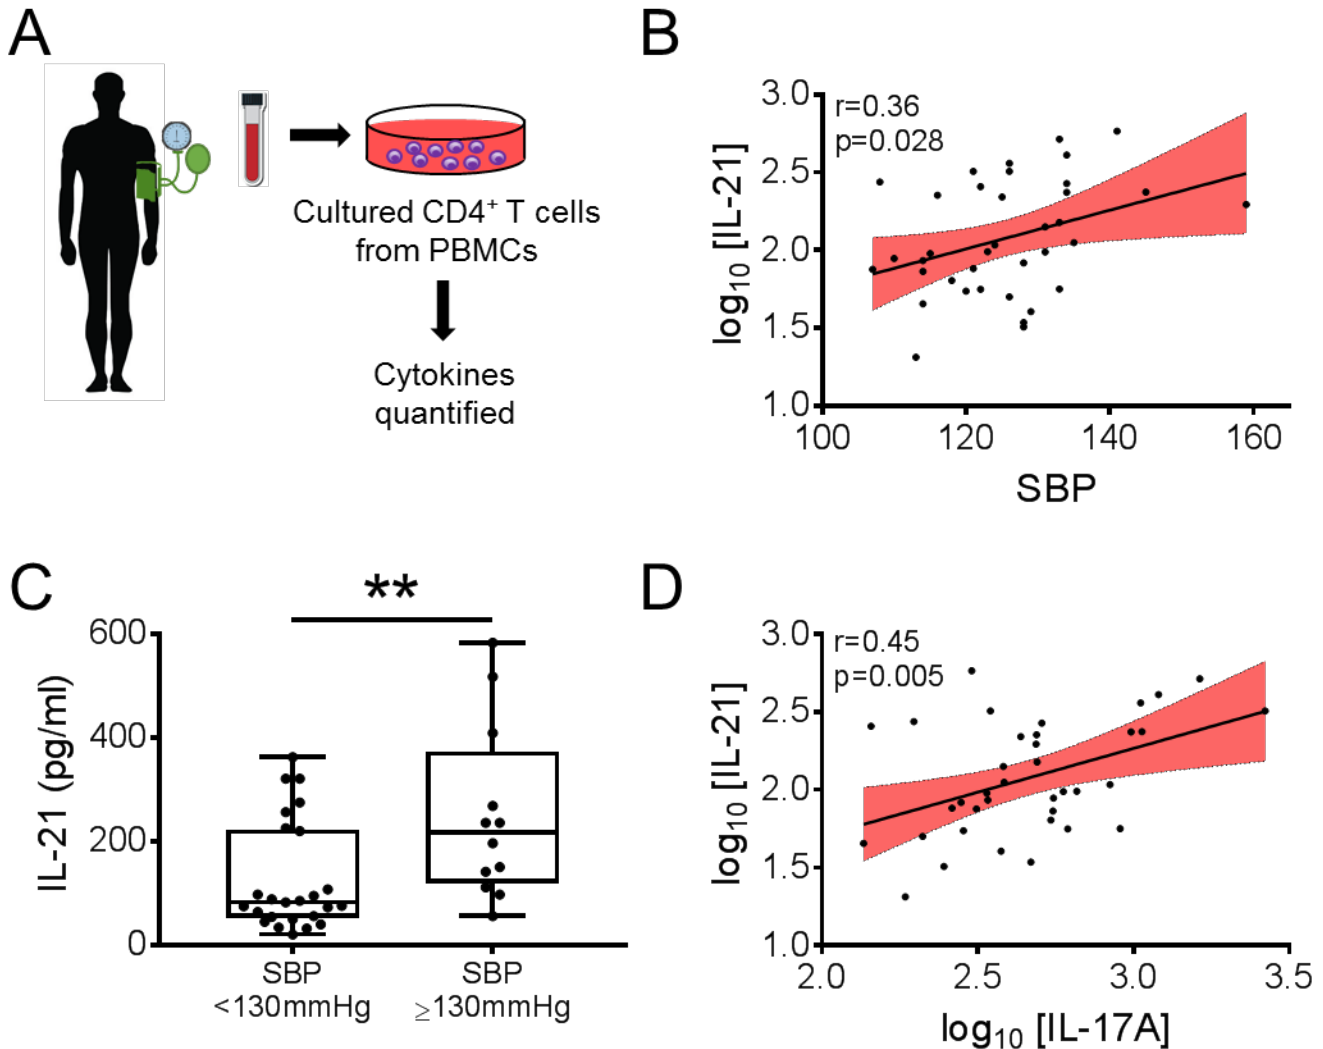 A
Cultured CD4⁺ T cells
from PBMCs
Cytokines
quantified
B
r=0.36
p=0.028
3.0
2.5
2.0
1.5
1.0
log₁₀ [IL-21]
100 120 140 160
SBP
C
**
600
400
200
0
IL-21 (pg/ml)
SBP
<130mmHg
SBP
≥130mmHg
D
r=0.45
p=0.005
3.0
2.5
2.0
1.5
1.0
log₁₀ [IL-21]
2.0 2.5 3.0 3.5
log₁₀ [IL-17A]